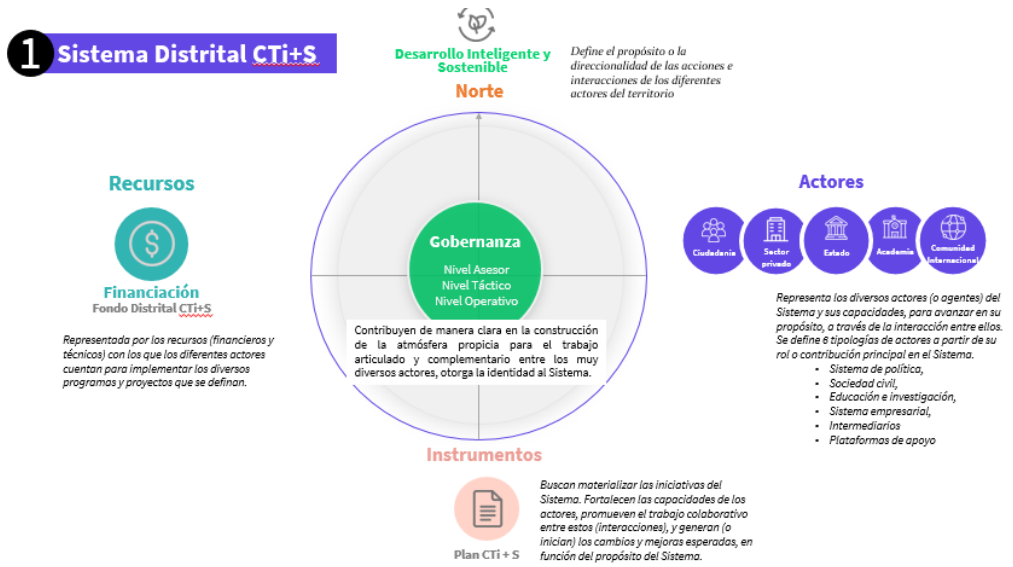 1 Sistema Distrital CTi+S
Desarrollo Inteligente y
Sostenible
Norte
Define el propósito o la
direccionalidad de las acciones e
interacciones de los diferentes
actores del territorio
Recursos
Financiación
Fondo Distrital CTi+S
Representada por los recursos (financieros y
técnicos) con los que los diferentes actores
cuentan para implementar los diversos
programas y proyectos que se definan.
Gobernanza
Nivel Asesor
Nivel Táctico
Nivel Operativo
Contribuyen de manera clara en la construcción
de la atmósfera propicia para el trabajo
articulado y complementario entre los muy
diversos actores, otorga la identidad al Sistema.
Actores
Ciudadanía
Sector
privado
Estado
Academia
Comunidad
Internacional
Representa los diversos actores (o agentes) del
Sistema y sus capacidades, para avanzar en su
propósito, a través de la interacción entre ellos.
Se define 6 tipologías de actores a partir de su
rol o contribución principal en el Sistema.
• Sistema de política,
• Sociedad civil,
• Educación e investigación,
• Sistema empresarial,
• Intermediarios
• Plataformas de apoyo
Instrumentos
Plan CTi + S
Buscan materializar las iniciativas del
Sistema. Fortalecen las capacidades de los
actores, promueven el trabajo colaborativo
entre estos (interacciones), y generan (o
inician) los cambios y mejoras esperadas, en
función del propósito del Sistema.